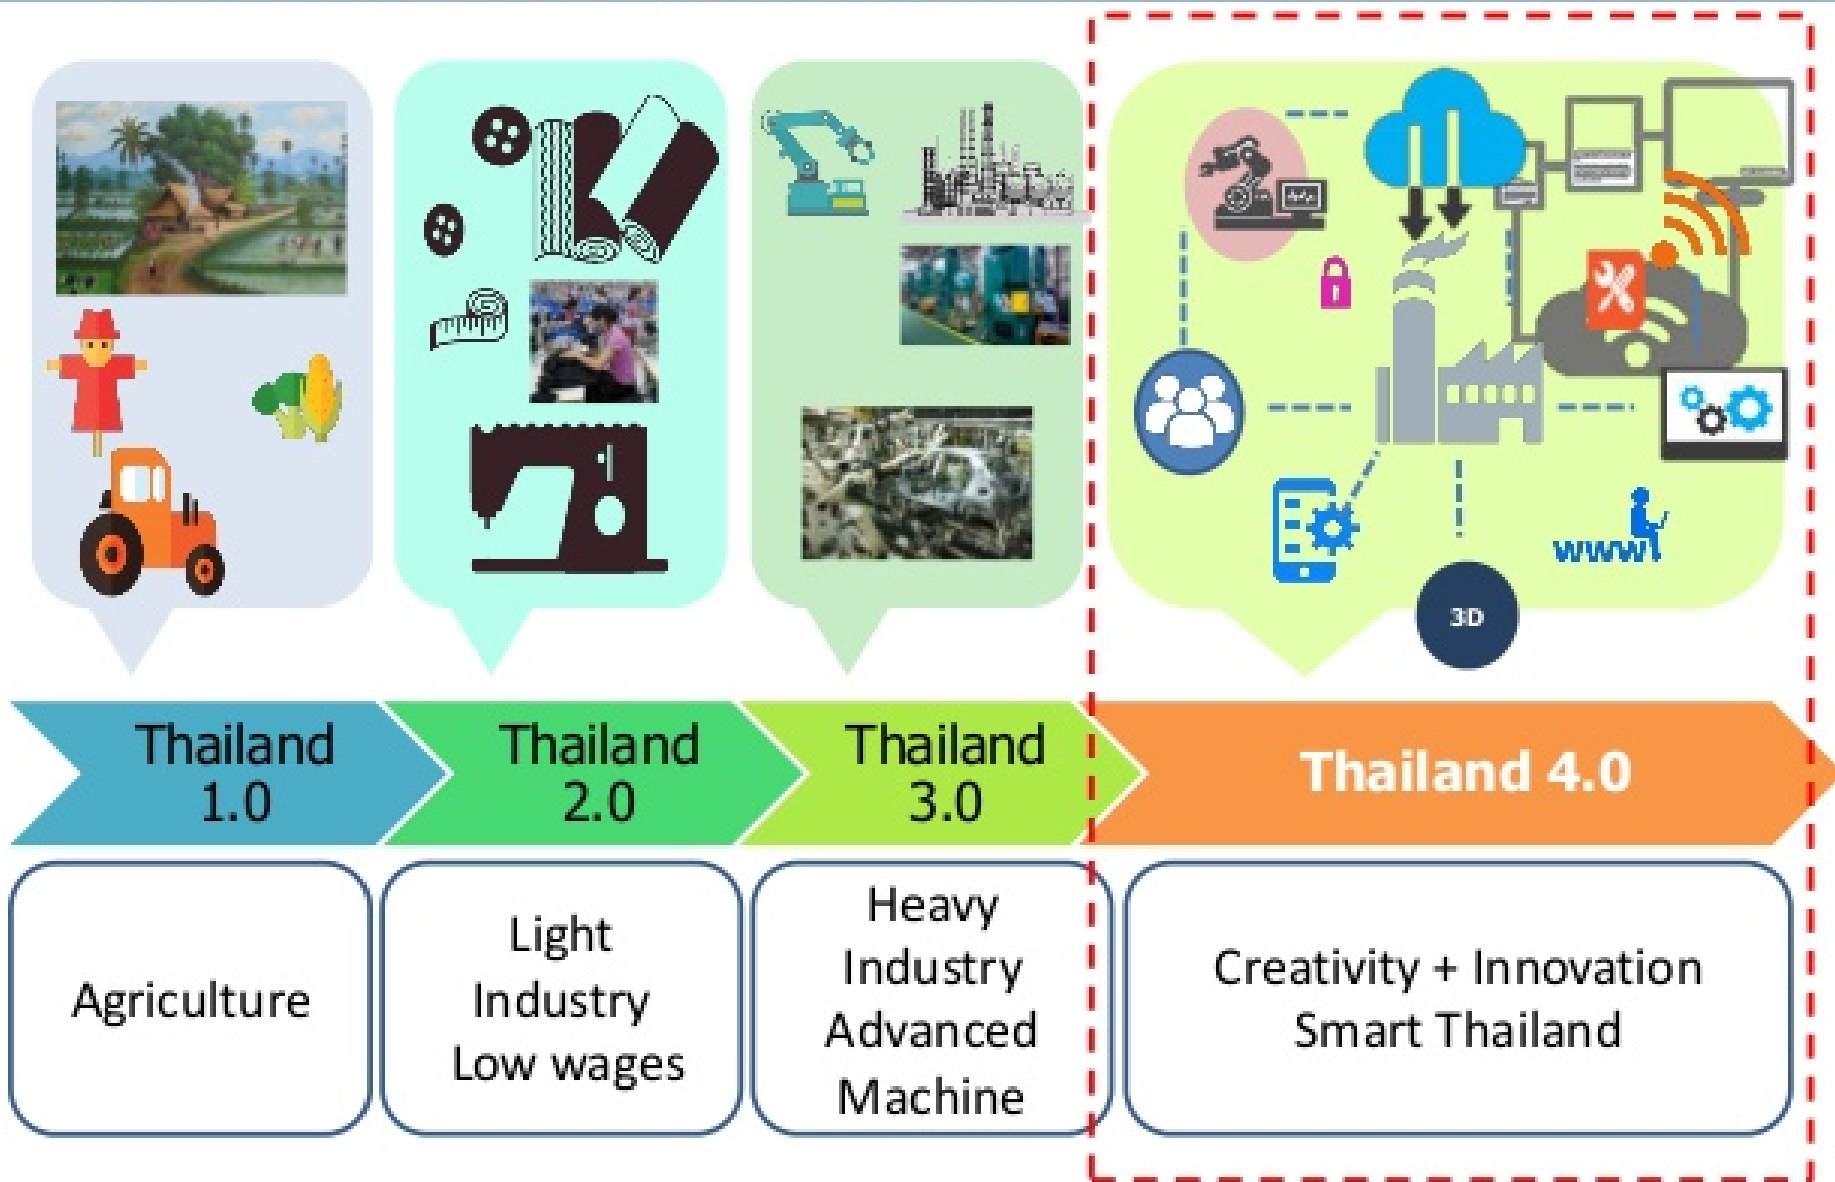 3D
www
Thailand
1.0
Thailand
2.0
Thailand
3.0
Thailand 4.0
Agriculture
Light
Industry
Low wages
Heavy
Industry
Advanced
Machine
Creativity + Innovation
Smart Thailand